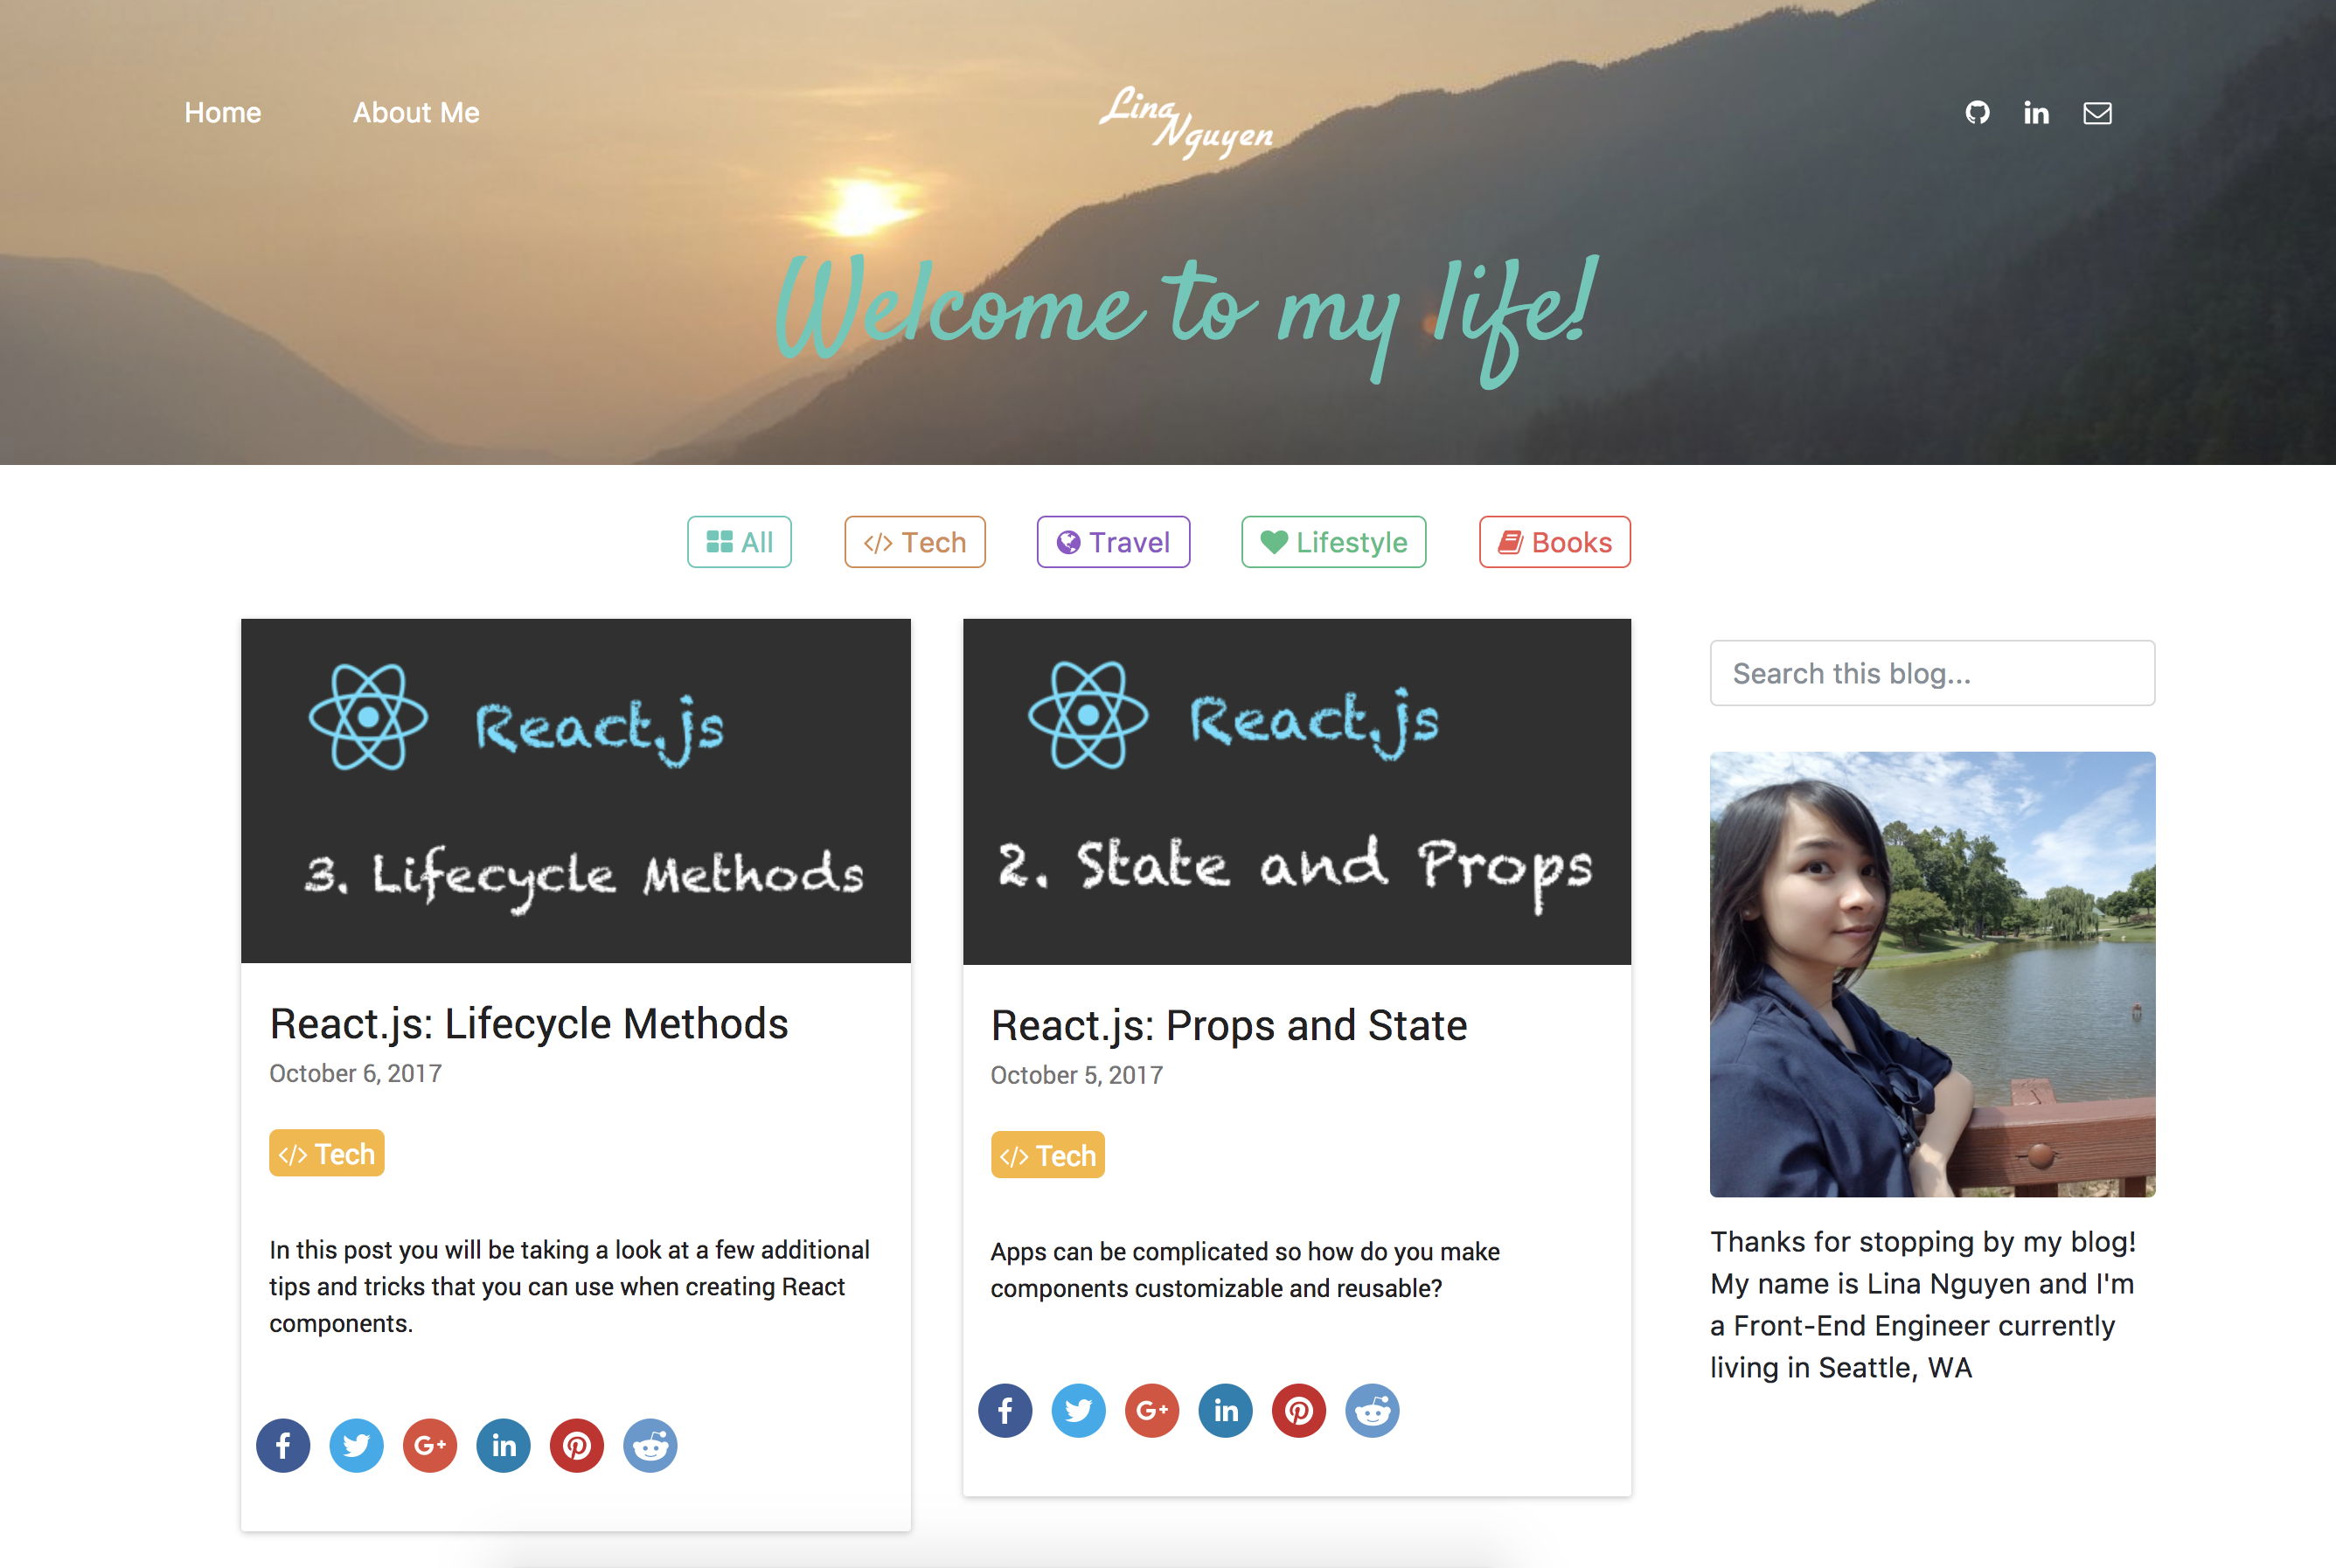 Home
About Me
Lina
Nguyen
Welcome to my life!
All
Tech
Travel
Lifestyle
Books
React.js
3. Lifecycle Methods
React.js: Lifecycle Methods
October 6, 2017
Tech
In this post you will be taking a look at a few additional
tips and tricks that you can use when creating React
components.
React.js
2. State and Props
React.js: Props and State
October 5, 2017
Tech
Apps can be complicated so how do you make
components customizable and reusable?
Search this blog...
Thanks for stopping by my blog!
My name is Lina Nguyen and I'm
a Front-End Engineer currently
living in Seattle, WA